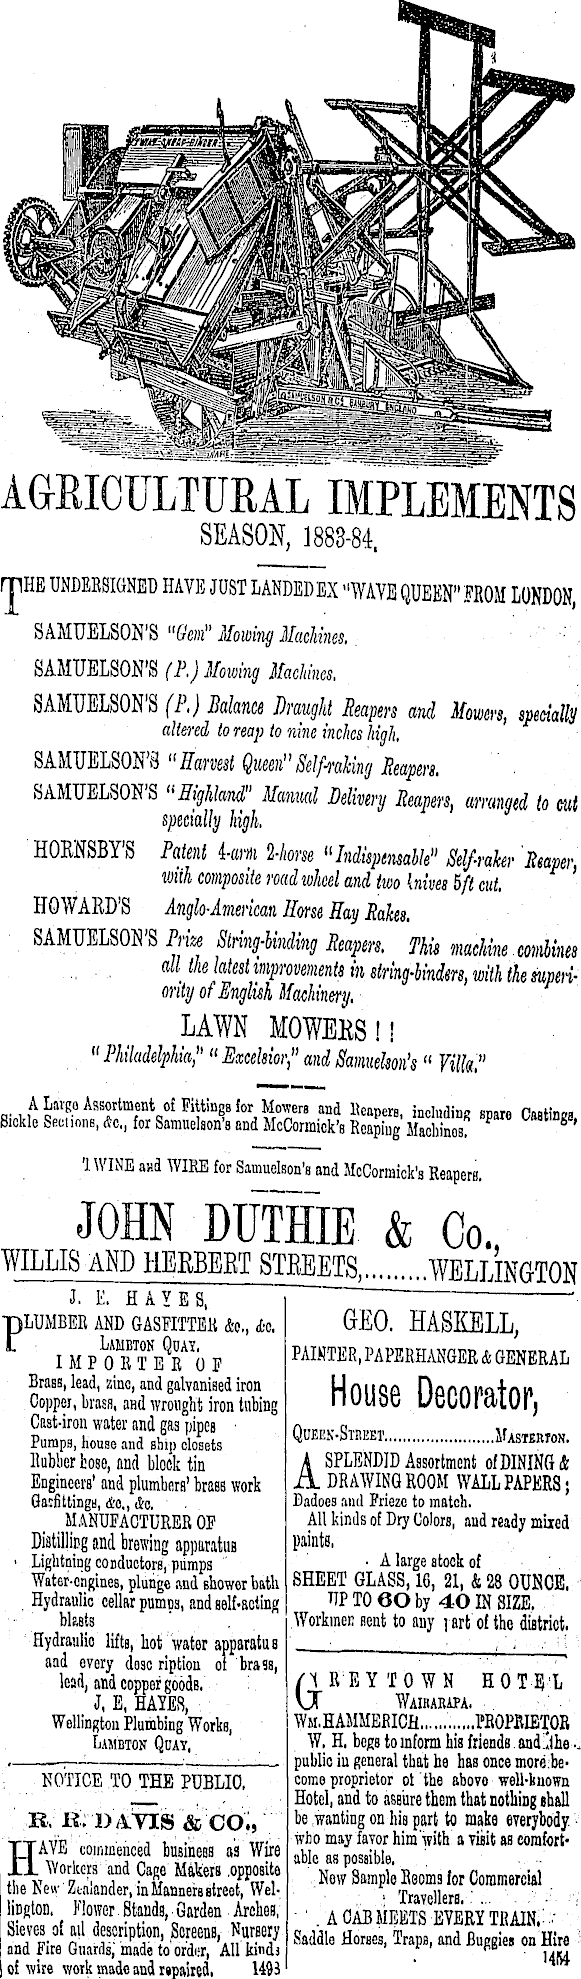 TWINE SHEAF BINDER
SAMUELSON & Co. BANBURY ENGLAND
AGRICULTURAL IMPLEMENTS
SEASON, 1883-84.
THE UNDERSIGNED HAVE JUST LANDED EX "WAVE QUEEN" FROM LONDON,
SAMUELSON'S "Gem" Mowing Machines.
SAMUELSON'S (P.) Mowing Machines.
SAMUELSON'S (P.) Balance Draught Reapers and Mowers, specially
altered to reap to nine inches high.
SAMUELSON'S "Harvest Queen" Self-raking Reapers.
SAMUELSON'S "Highland" Manual Delivery Reapers, arranged to cut
specially high.
HORNSBY'S Patent 4-arm 2-horse "Indispensable" Self-raker Reaper,
with composite road wheel and two knives 5ft cut.
HOWARD'S Anglo-American Horse Hay Rakes.
SAMUELSON'S Prize String-binding Reapers. This machine combines
all the latest improvements in string-binders, with the superi-
ority of English Machinery.
LAWN MOWERS!!
"Philadelphia," "Excelsior," and Samuelson's "Villa."
A Large Assortment of Fittings for Mowers and Reapers, including spare Castings,
Sickle Sections, &c., for Samuelson's and McCormick's Reaping Machines.
TWINE and WIRE for Samuelson's and McCormick's Reapers.
JOHN DUTHIE & Co.,
WILLIS AND HERBERT STREETS,.........WELLINGTON
J. E. HAYES,
PLUMBER AND GASFITTER &c., &c.
LAMBTON QUAY.
IMPORTER OF
Brass, lead, zinc, and galvanised iron
Copper, brass, and wrought iron tubing
Cast-iron water and gas pipes
Pumps, house and ship closets
Rubber hose, and block tin
Engineers' and plumbers' brass work
Gasfittings, &c., &c.
MANUFACTURER OF
Distilling and brewing apparatus
Lightning conductors, pumps
Water-engines, plunge and shower bath
Hydraulic cellar pumps, and self-acting
blasts
Hydraulic lifts, hot water apparatus
and every description of brass,
lead, and copper goods.
J. E, HAYES,
Wellington Plumbing Works,
LAMBTON QUAY.
NOTICE TO THE PUBLIC.
R. R. DAVIS & CO.,
HAVE commenced business as Wire
Workers and Cage Makers opposite
the New Zealander, in Manners street, Wel-
lington. Flower Stands, Garden Arches,
Sieves of all description, Screens, Nursery
and Fire Guards, made to order, All kinds
of wire work made and repaired. 1493
GEO. HASKELL,
PAINTER, PAPERHANGER & GENERAL
House Decorator,
QUEEN-STREET........................MASTERTON.
A SPLENDID Assortment of DINING &
DRAWING ROOM WALL PAPERS;
Dadoes and Frieze to match.
All kinds of Dry Colors, and ready mixed
paints.
A large stock of
SHEET GLASS, 16, 21, & 28 OUNCE.
UP TO 60 by 40 IN SIZE.
Workmen sent to any part of the district.
GREYTOWN HOTEL
WAIRARAPA.
WM. HAMMERICH...........PROPRIETOR
W. H. begs to inform his friends and the
public in general that he has once more be-
come proprietor of the above well-known
Hotel, and to assure them that nothing shall
be wanting on his part to make everybody
who may favor him with a visit as comfort-
able as possible.
New Sample Rooms for Commercial
Travellers.
A CAB MEETS EVERY TRAIN.
Saddle Horses, Traps, and Buggies on Hire
1454